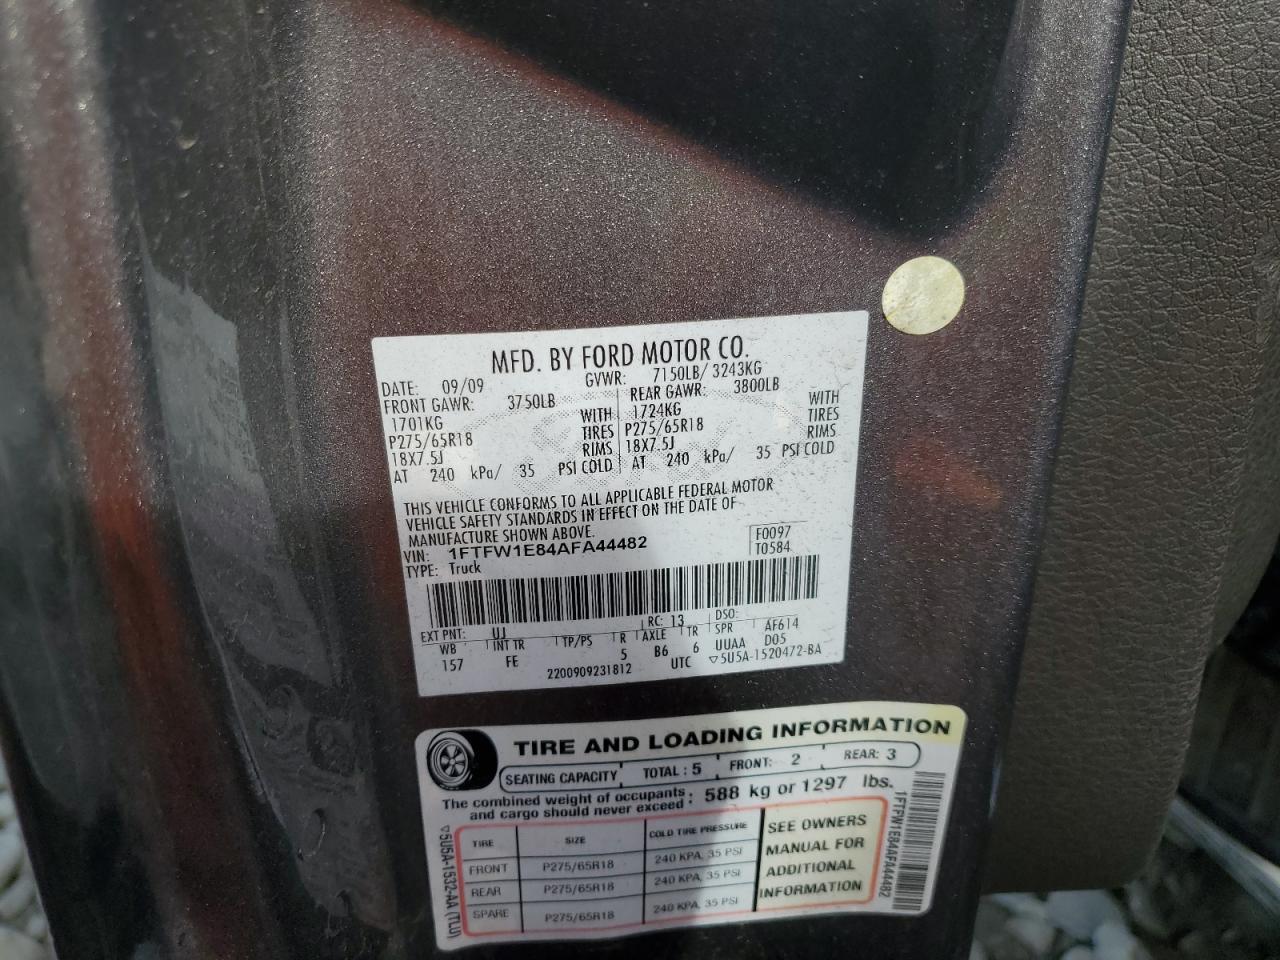 MFD. BY FORD MOTOR CO.
DATE: 09/09 GVWR: 7150LB/ 3243KG
FRONT GAWR: 3750LB REAR GAWR: 3800LB
1701KG WITH 1724KG WITH
P275/65R18 TIRES P275/65R18 TIRES
18X7.5J RIMS 18X7.5J RIMS
AT 240 kPa/ 35 PSI COLD AT 240 kPa/ 35 PSI COLD
THIS VEHICLE CONFORMS TO ALL APPLICABLE FEDERAL MOTOR
VEHICLE SAFETY STANDARDS IN EFFECT ON THE DATE OF
MANUFACTURE SHOWN ABOVE.
VIN: 1FTFW1E84AFA44482 F0097
TYPE: Truck T0584
EXT PNT: UJ RC: 13 DSO:
WB INT TR TP/PS R AXLE TR SPR AF614
157 FE 5 B6 6 UUAA D05
2200909231812 UTC ▽5U5A-1520472-BA
TIRE AND LOADING INFORMATION
SEATING CAPACITY TOTAL: 5 FRONT: 2 REAR: 3
The combined weight of occupants and cargo should never exceed: 588 kg or 1297 lbs.
TIRE SIZE COLD TIRE PRESSURE
FRONT P275/65R18 240 KPA, 35 PSI
REAR P275/65R18 240 KPA, 35 PSI
SPARE P275/65R18 240 KPA, 35 PSI
SEE OWNERS
MANUAL FOR
ADDITIONAL
INFORMATION
▽5U5A-1532-AA (TLU)
1FTFW1E84AFA44482